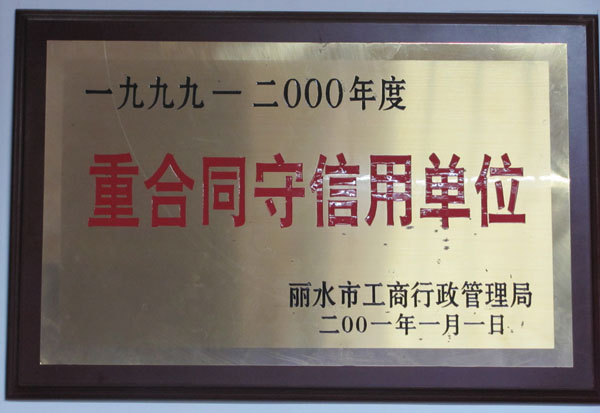 一九九九一二000年度
重合同守信用单位
丽水市工商行政管理局
二00一年一月一日